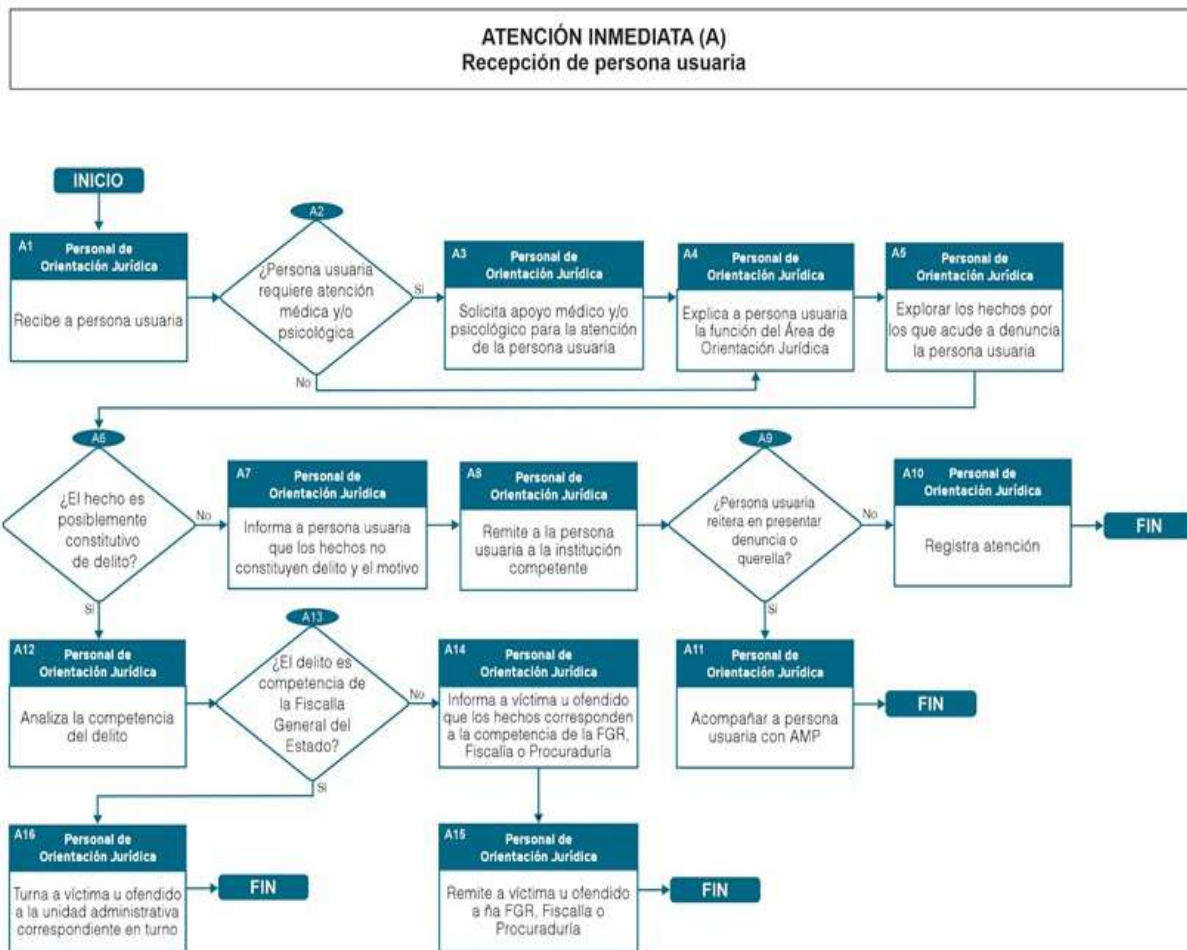 ATENCIÓN INMEDIATA (A)
Recepción de persona usuaria
INICIO
A1 Personal de
Orientación Jurídica
Recibe a persona usuaria
A2
¿Persona usuaria
requiere atención
médica y/o
psicológica
Si
No
A3 Personal de
Orientación Jurídica
Solicita apoyo médico y/o
psicológico para la atención
de la persona usuaria
A4 Personal de
Orientación Jurídica
Explica a persona usuaria
la función del Área de
Orientación Jurídica
A5 Personal de
Orientación Jurídica
Explorar los hechos por
los que acude a denuncia
la persona usuaria
A6
¿El hecho es
posiblemente
constitutivo
de delito?
No
Si
A7 Personal de
Orientación Jurídica
Informa a persona usuaria
que los hechos no
constituyen delito y el motivo
A8 Personal de
Orientación Jurídica
Remite a la persona
usuaria a la institución
competente
A9
¿Persona usuaria
reitera en presentar
denuncia o
querella?
No
Si
A10 Personal de
Orientación Jurídica
Registra atención
FIN
A12 Personal de
Orientación Jurídica
Analiza la competencia
del delito
A13
¿El delito es
competencia de
la Fiscalla
General del
Estado?
No
Si
A14 Personal de
Orientación Jurídica
Informa a víctima u ofendido
que los hechos corresponden
a la competencia de la FGR,
Fiscalía o Procuraduría
A11 Personal de
Orientación Jurídica
Acompañar a persona
usuaria con AMP
FIN
A16 Personal de
Orientación Jurídica
Turna a víctima u ofendido
a la unidad administrativa
correspondiente en turno
FIN
A15 Personal de
Orientación Jurídica
Remite a víctima u ofendido
a ña FGR, Fiscalla o
Procuraduría
FIN